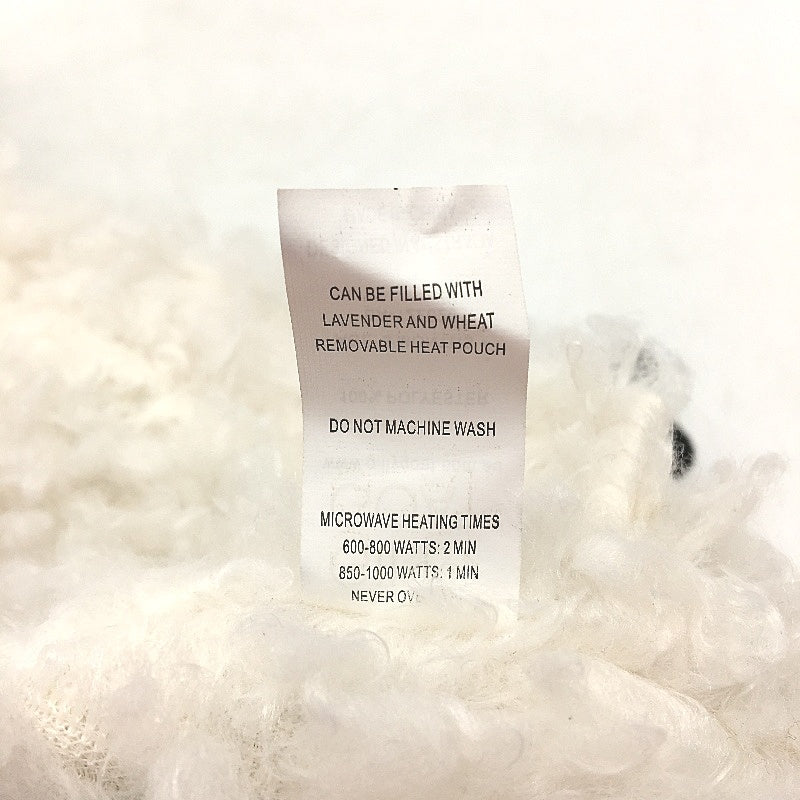 CAN BE FILLED WITH
LAVENDER AND WHEAT
REMOVABLE HEAT POUCH
DO NOT MACHINE WASH
MICROWAVE HEATING TIMES
600-800 WATTS: 2 MIN
850-1000 WATTS: 1 MIN
NEVER